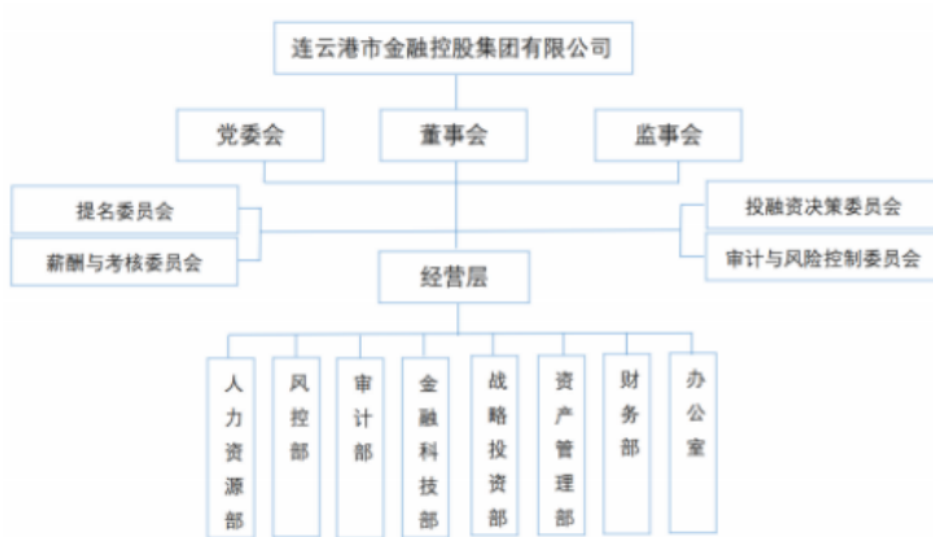 连云港市金融控股集团有限公司
党委会
董事会
监事会
提名委员会
投融资决策委员会
薪酬与考核委员会
审计与风险控制委员会
经营层
人力资源部
风控部
审计部
金融科技部
战略投资部
资产管理部
财务部
办公室